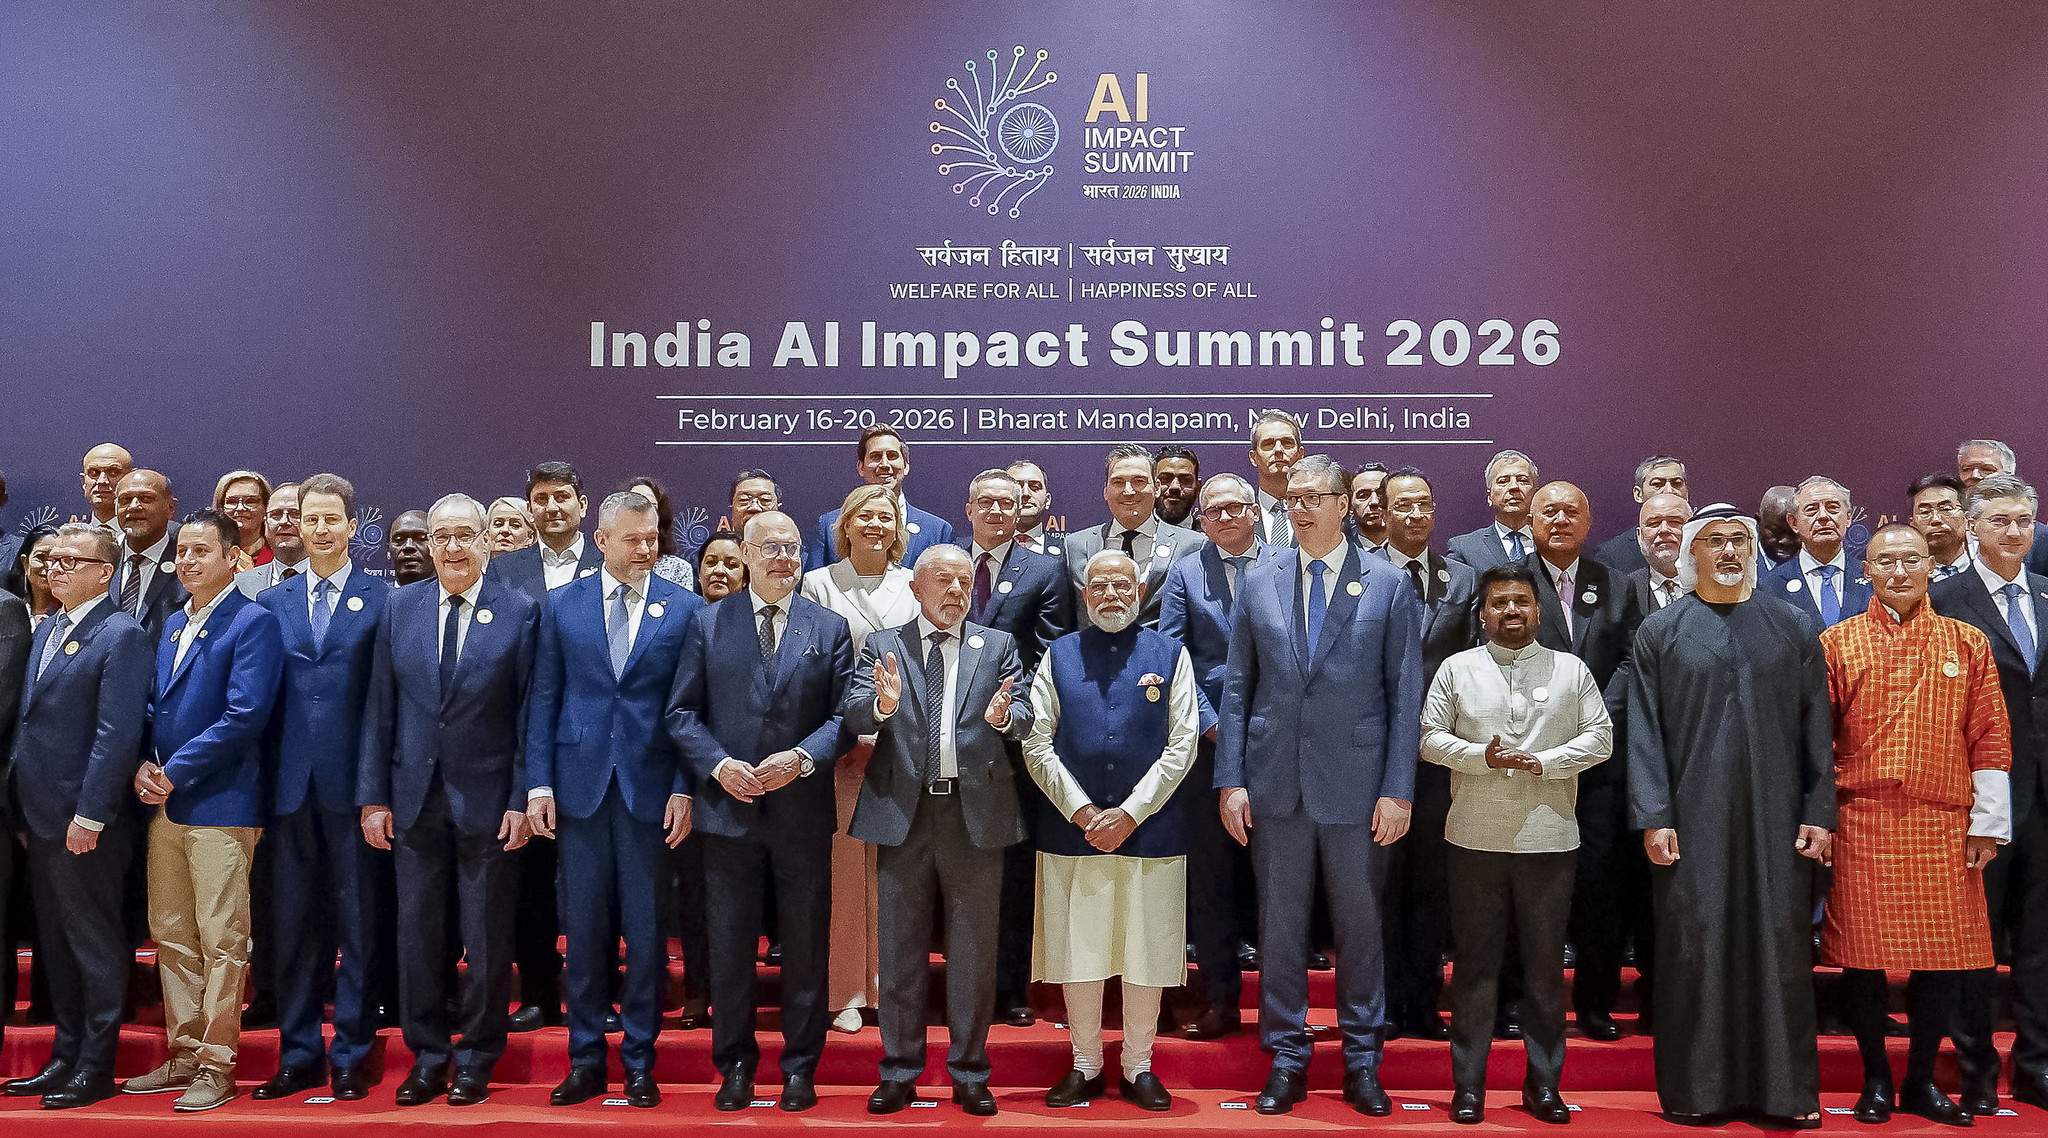 AI
IMPACT
SUMMIT
भारत 2026 INDIA
सर्वजन हिताय | सर्वजन सुखाय
WELFARE FOR ALL | HAPPINESS OF ALL
India AI Impact Summit 2026
February 16-20, 2026 | Bharat Mandapam, New Delhi, India